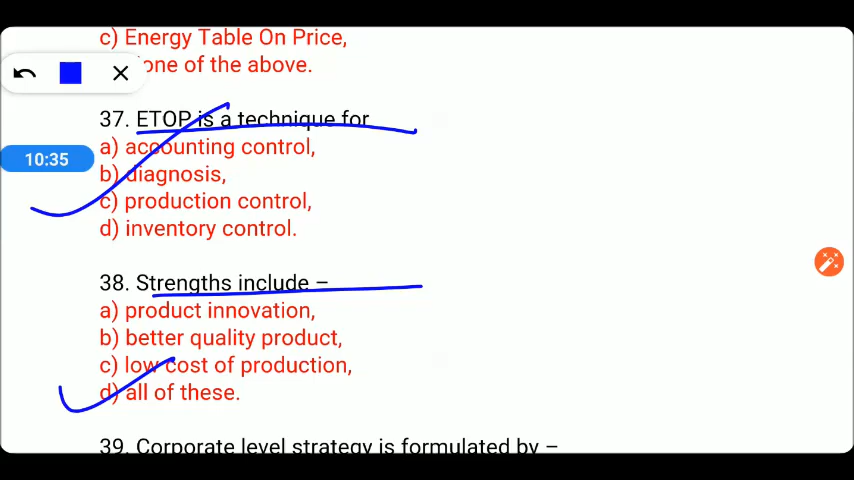 c) Energy Table On Price,
one of the above.
37. ETOP is a technique for
a) accounting control,
10:35
b) diagnosis,
c) production control,
d) inventory control.
38. Strengths include –
a) product innovation,
b) better quality product,
c) low cost of production,
d) all of these.
39. Corporate level strategy is formulated by –